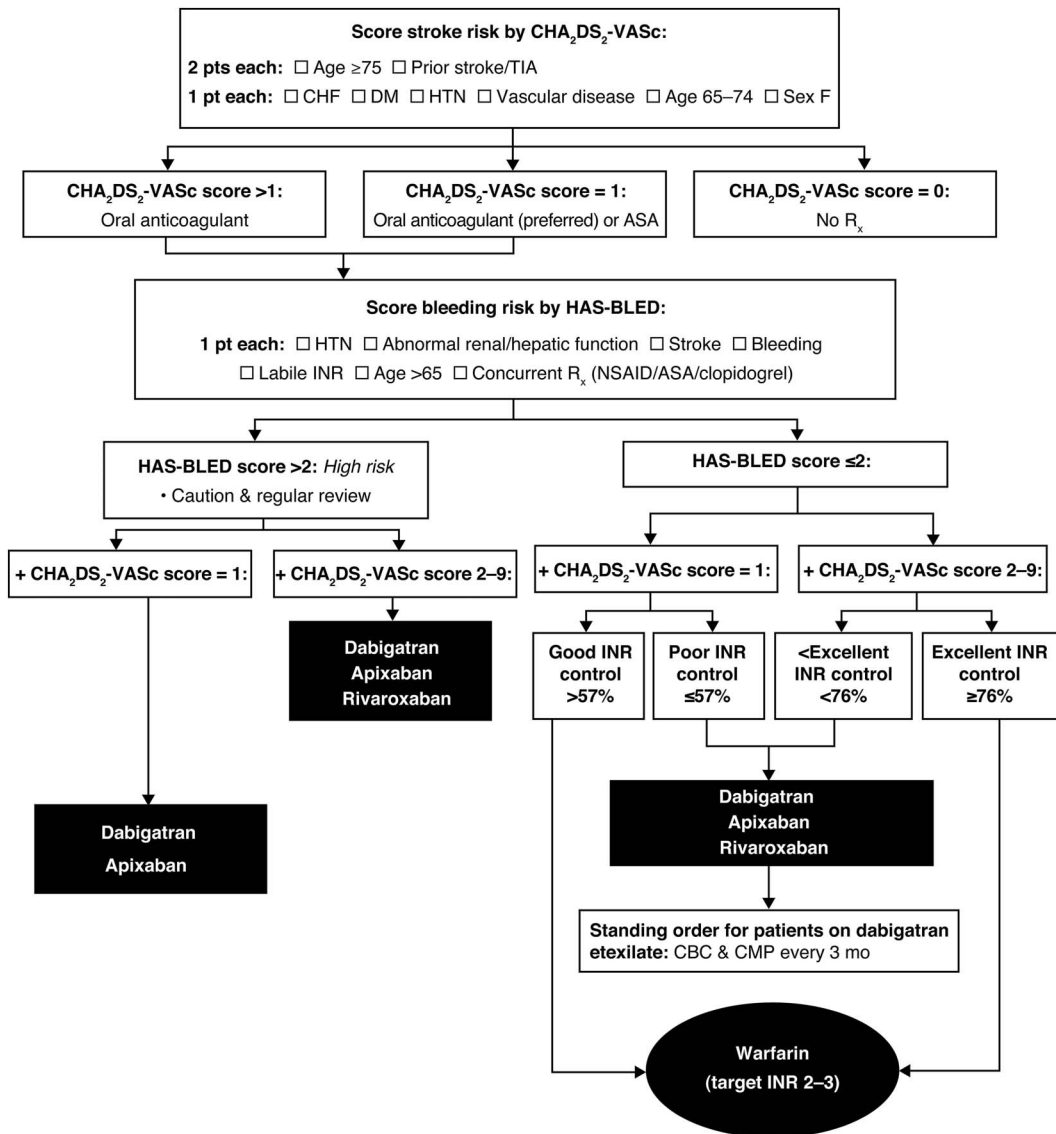 Score stroke risk by CHA₂DS₂-VASc:
2 pts each: ☐ Age ≥75 ☐ Prior stroke/TIA
1 pt each: ☐ CHF ☐ DM ☐ HTN ☐ Vascular disease ☐ Age 65–74 ☐ Sex F
CHA₂DS₂-VASc score >1:
Oral anticoagulant
CHA₂DS₂-VASc score = 1:
Oral anticoagulant (preferred) or ASA
CHA₂DS₂-VASc score = 0:
No Rₓ
Score bleeding risk by HAS-BLED:
1 pt each: ☐ HTN ☐ Abnormal renal/hepatic function ☐ Stroke ☐ Bleeding
☐ Labile INR ☐ Age >65 ☐ Concurrent Rₓ (NSAID/ASA/clopidogrel)
HAS-BLED score >2: High risk
• Caution & regular review
HAS-BLED score ≤2:
+ CHA₂DS₂-VASc score = 1:
+ CHA₂DS₂-VASc score 2–9:
+ CHA₂DS₂-VASc score = 1:
+ CHA₂DS₂-VASc score 2–9:
Dabigatran
Apixaban
Rivaroxaban
Good INR
control
>57%
Poor INR
control
≤57%
<Excellent
INR control
<76%
Excellent INR
control
≥76%
Dabigatran
Apixaban
Dabigatran
Apixaban
Rivaroxaban
Standing order for patients on dabigatran
etexilate: CBC & CMP every 3 mo
Warfarin
(target INR 2–3)